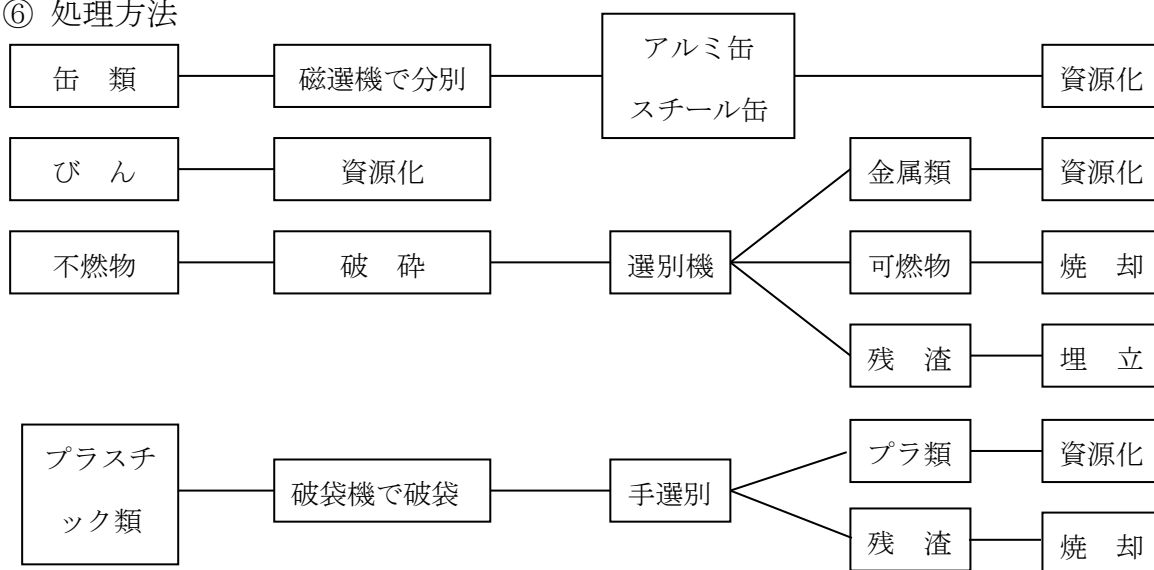 ⑥ 処理方法
缶　類
磁選機で分別
アルミ缶
スチール缶
資源化
び　ん
資源化
不燃物
破　砕
選別機
金属類
資源化
可燃物
焼　却
残　渣
埋　立
プラスチ
ック類
破袋機で破袋
手選別
プラ類
資源化
残　渣
焼　却